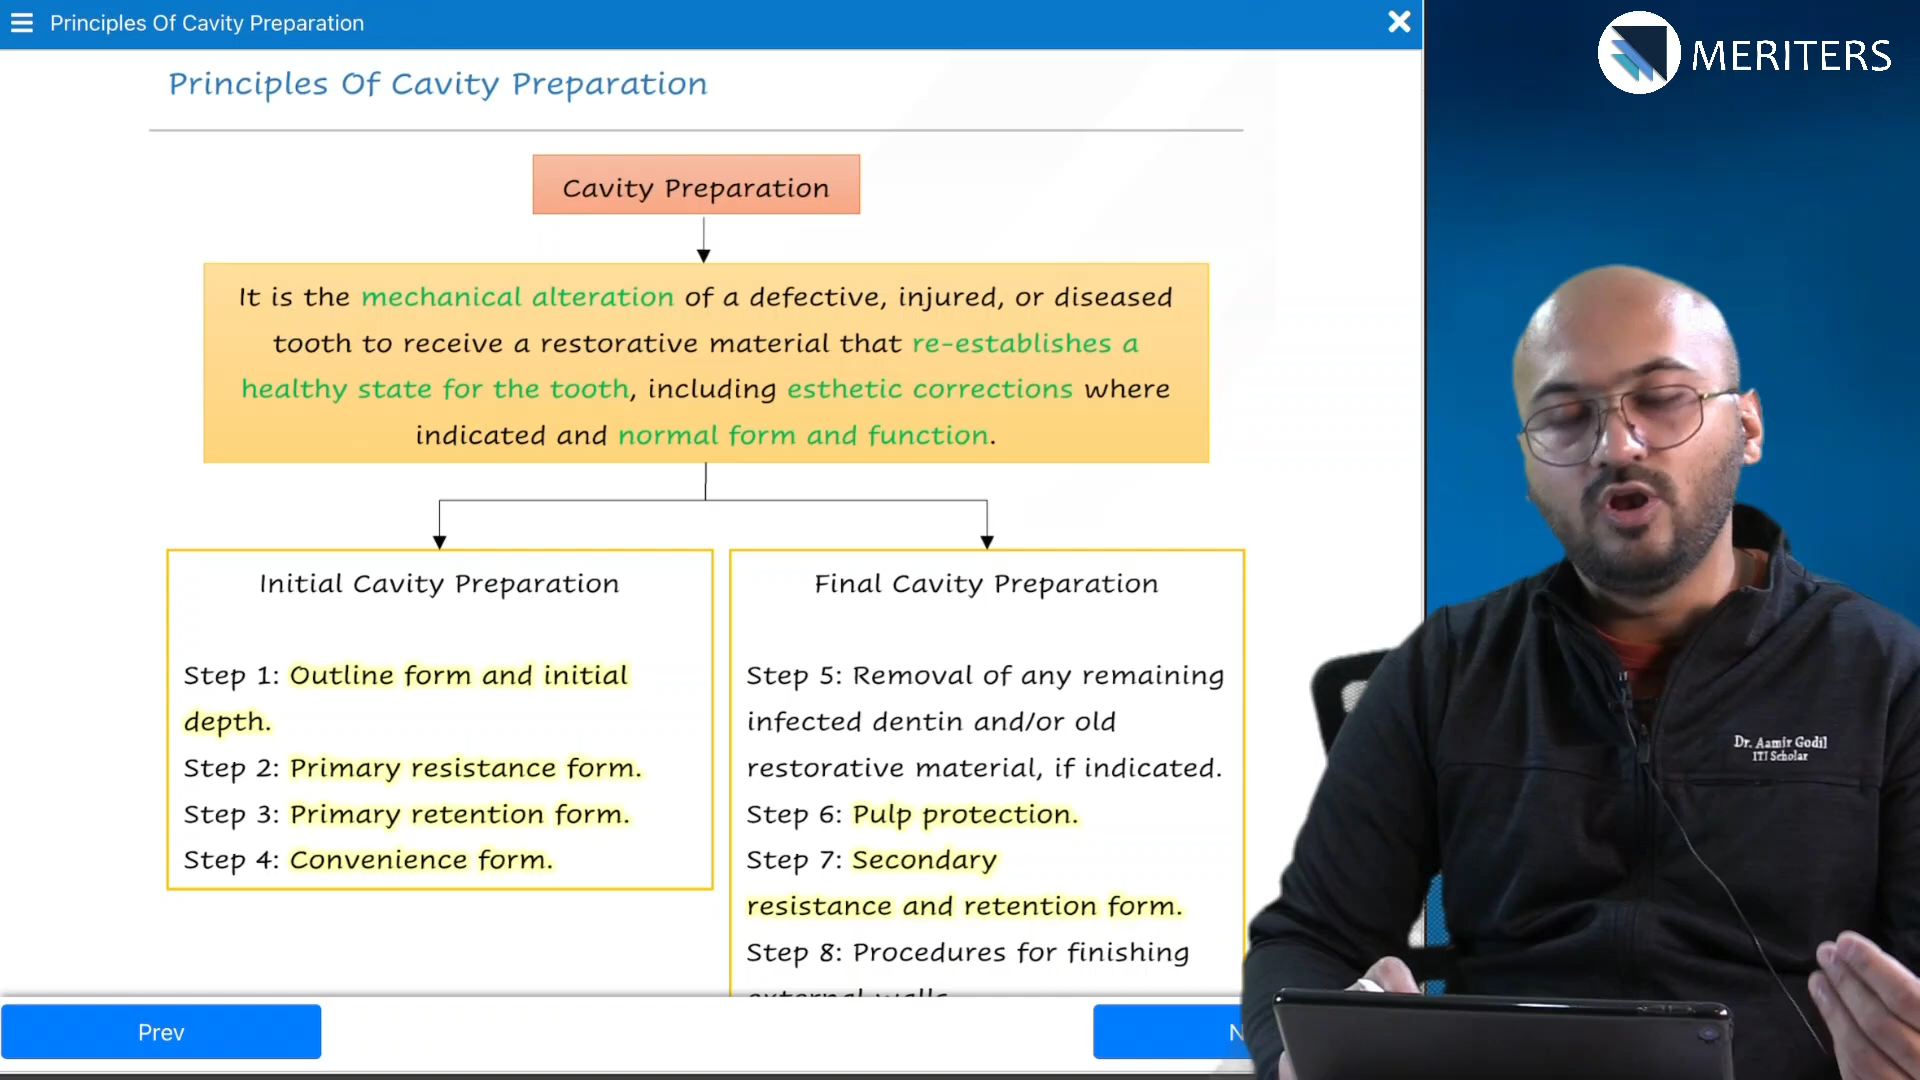 Principles Of Cavity Preparation
MERITERS
Principles Of Cavity Preparation
Cavity Preparation
It is the mechanical alteration of a defective, injured, or diseased
tooth to receive a restorative material that re-establishes a
healthy state for the tooth, including esthetic corrections where
indicated and normal form and function.
Initial Cavity Preparation
Step 1: Outline form and initial
depth.
Step 2: Primary resistance form.
Step 3: Primary retention form.
Step 4: Convenience form.
Final Cavity Preparation
Step 5: Removal of any remaining
infected dentin and/or old
restorative material, if indicated.
Step 6: Pulp protection.
Step 7: Secondary
resistance and retention form.
Step 8: Procedures for finishing
external walls
Dr. Aamir Godil
ITI Scholar
Prev